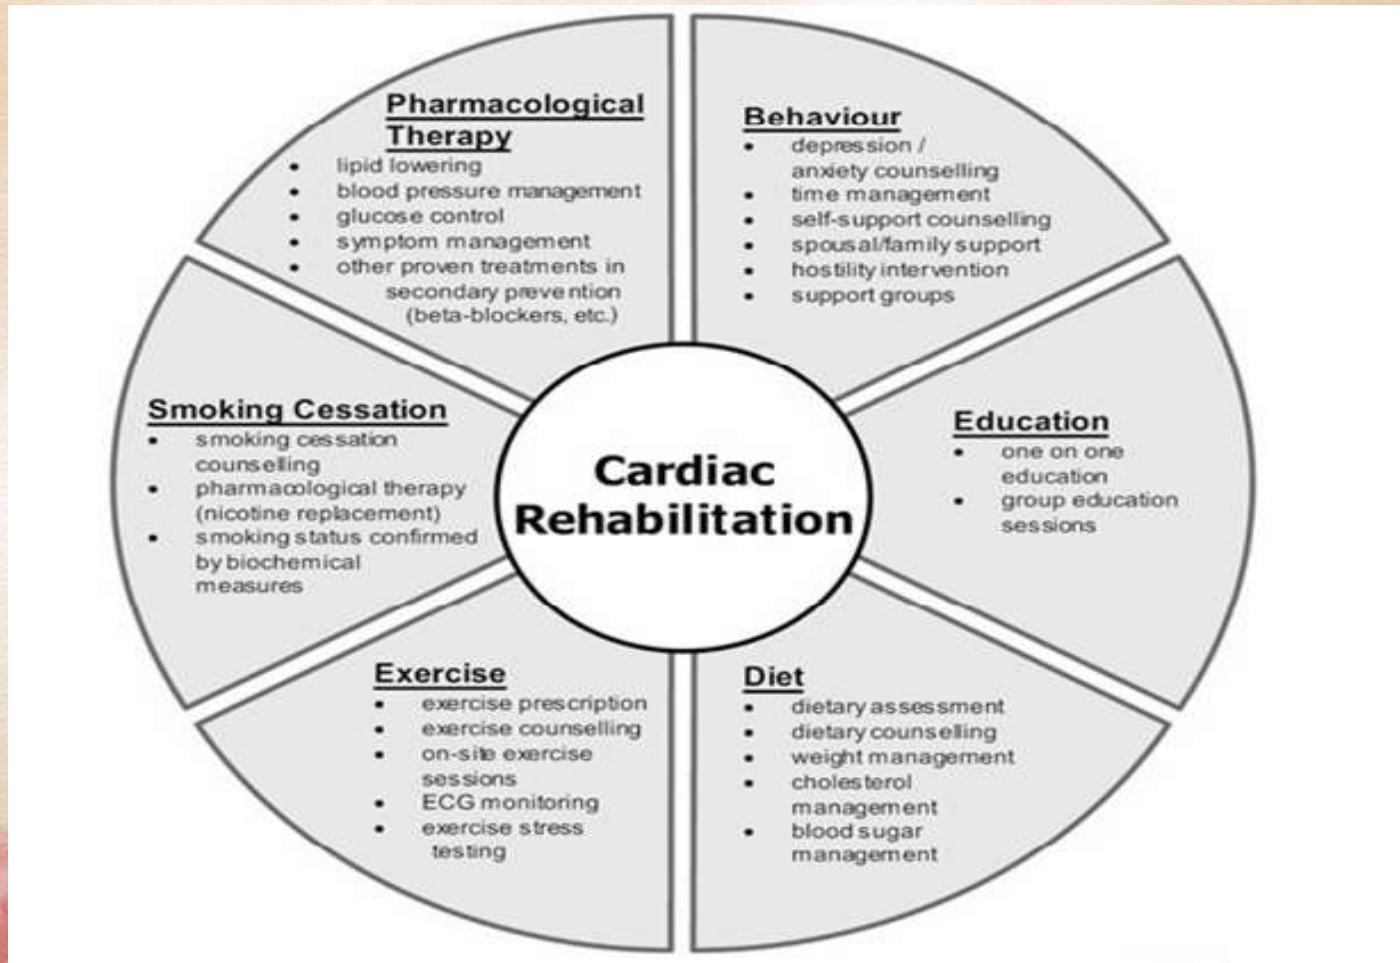 Pharmacological
Therapy
• lipid lowering
• blood pressure management
• glucose control
• symptom management
• other proven treatments in
secondary prevention
(beta-blockers, etc.)
Behaviour
• depression /
anxiety counselling
• time management
• self-support counselling
• spousal/family support
• hostility intervention
• support groups
Smoking Cessation
• smoking cessation
counselling
• pharmacological therapy
(nicotine replacement)
• smoking status confirmed
by biochemical
measures
Cardiac
Rehabilitation
Education
• one on one
education
• group education
sessions
Exercise
• exercise prescription
• exercise counselling
• on-site exercise
sessions
• ECG monitoring
• exercise stress
testing
Diet
• dietary assessment
• dietary counselling
• weight management
• cholesterol
management
• blood sugar
management